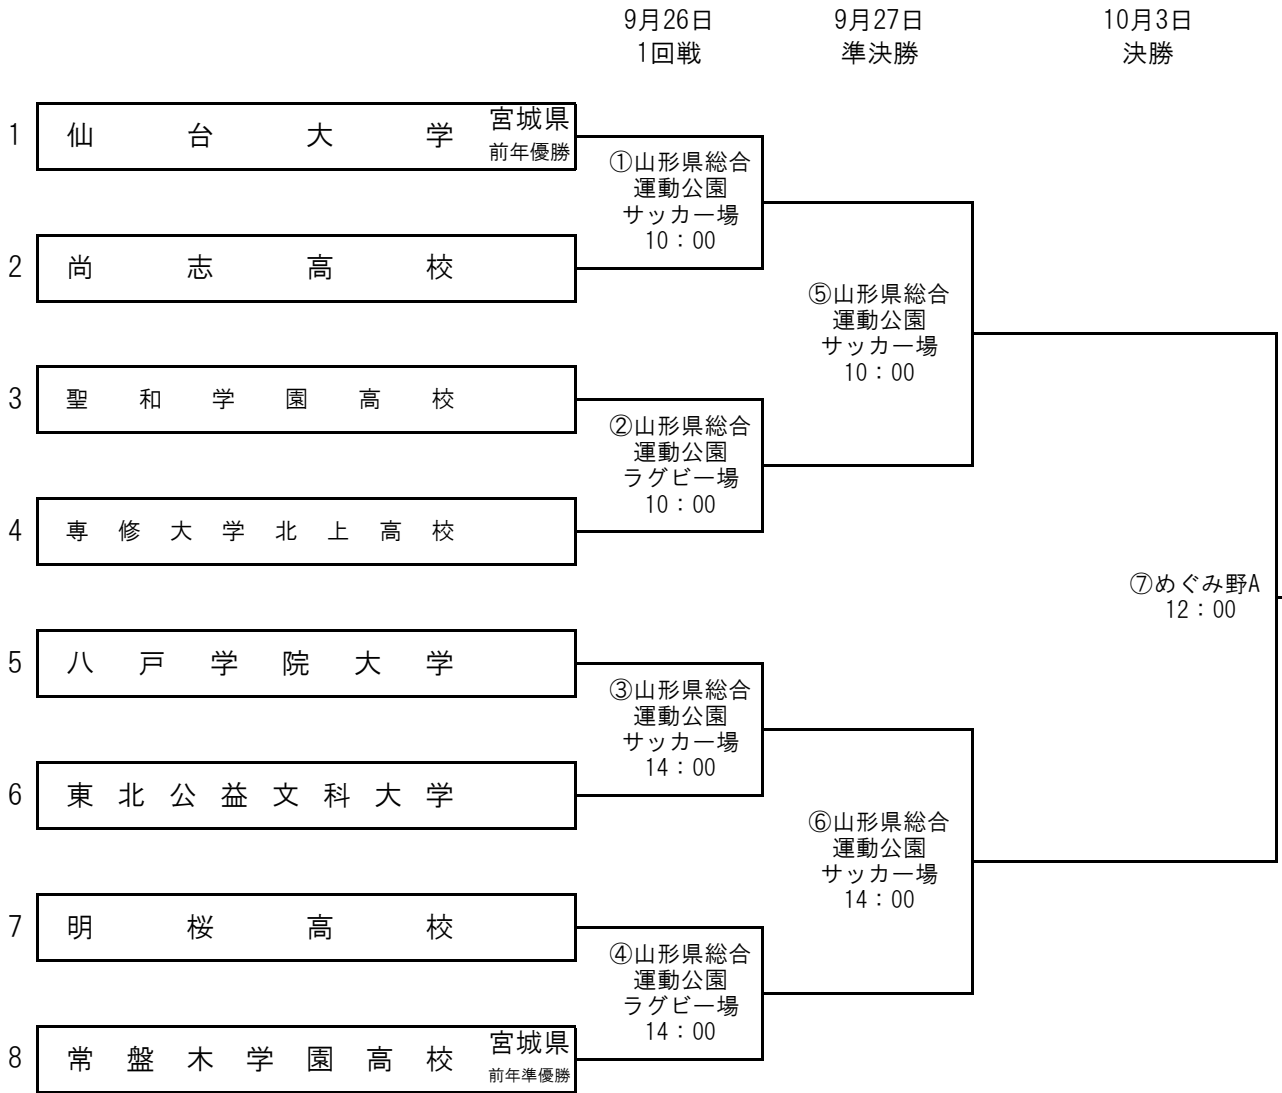 9月26日
1回戦
9月27日
準決勝
10月3日
決勝
1
仙台大学
宮城県
前年優勝
①山形県総合
運動公園
サッカー場
10：00
2
尚志高校
⑤山形県総合
運動公園
サッカー場
10：00
3
聖和学園高校
②山形県総合
運動公園
ラグビー場
10：00
4
専修大学北上高校
⑦めぐみ野A
12：00
5
八戸学院大学
③山形県総合
運動公園
サッカー場
14：00
6
東北公益文科大学
⑥山形県総合
運動公園
サッカー場
14：00
7
明桜高校
④山形県総合
運動公園
ラグビー場
14：00
8
常盤木学園高校
宮城県
前年準優勝